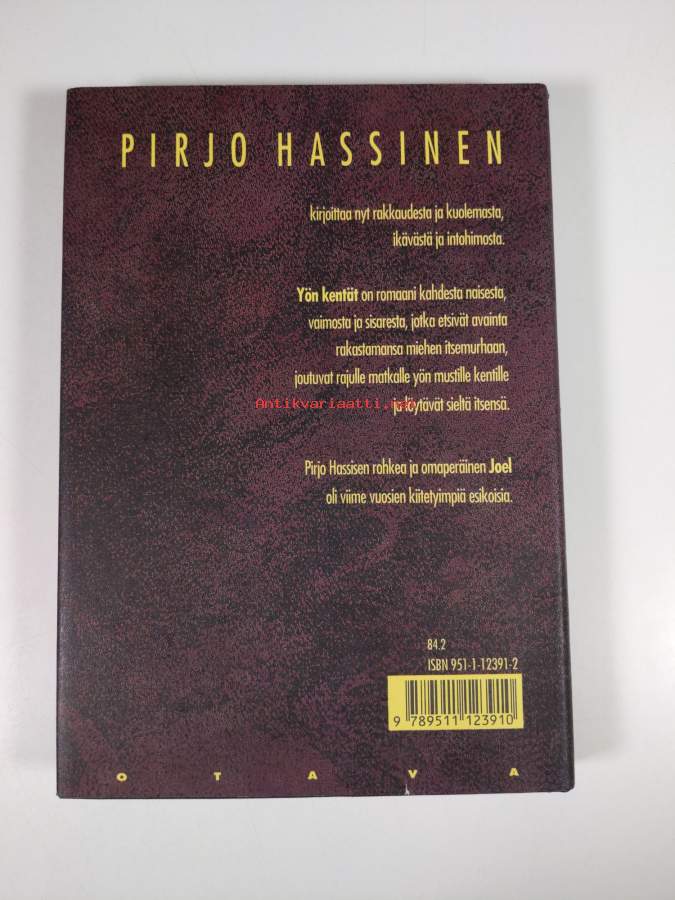 PIRJO HASSINEN
kirjoittaa nyt rakkaudesta ja kuolemasta,
ikävästä ja intohimosta.
Yön kentät on romaani kahdesta naisesta,
vaimosta ja sisaresta, jotka etsivät avainta
rakastamansa miehen itsemurhaan,
joutuvat rajulle matkalle yön mustille kentille
Antikvariaatti.net
ja löytävät sieltä itsensä.
Pirjo Hassisen rohkea ja omaperäinen Joel
oli viime vuosien kiitetyimpiä esikoisia.
84.2
ISBN 951-1-12391-2
9 789511 123910
OTAVA